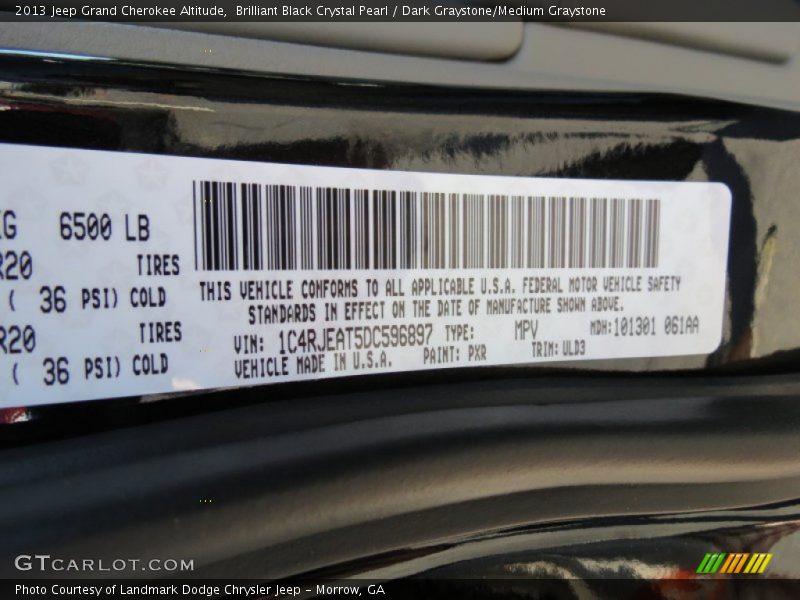 2013 Jeep Grand Cherokee Altitude,  Brilliant Black Crystal Pearl / Dark Graystone/Medium Graystone
6500 LB
R20 TIRES
( 36 PSI) COLD
R20 TIRES
( 36 PSI) COLD
THIS VEHICLE CONFORMS TO ALL APPLICABLE U.S.A. FEDERAL MOTOR VEHICLE SAFETY
STANDARDS IN EFFECT ON THE DATE OF MANUFACTURE SHOWN ABOVE.
VIN: 1C4RJEAT5DC596897 TYPE: MPV MDH:101301 061AA
VEHICLE MADE IN U.S.A. PAINT: PXR TRIM: ULD3
GTCARLOT.COM
Photo Courtesy of Landmark Dodge Chrysler Jeep - Morrow, GA